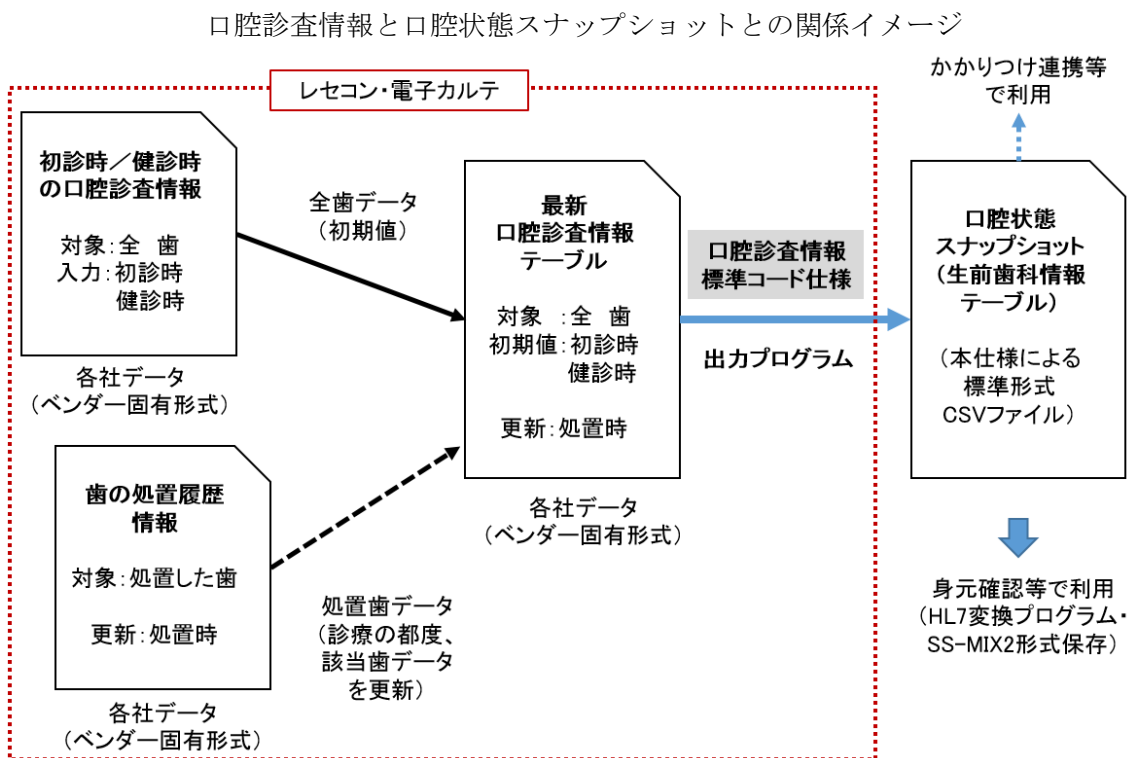 口腔診査情報と口腔状態スナップショットとの関係イメージ
レセコン・電子カルテ
かかりつけ連携等
で利用
初診時／健診時
の口腔診査情報
対象：全　歯
入力：初診時
健診時
各社データ
（ベンダー固有形式）
全歯データ
（初期値）
最新
口腔診査情報
テーブル
対象　：全　歯
初期値：初診時
健診時
更新：処置時
各社データ
（ベンダー固有形式）
口腔診査情報
標準コード仕様
出力プログラム
口腔状態
スナップショット
（生前歯科情報
テーブル）
（本仕様による
標準形式
CSVファイル）
歯の処置履歴
情報
対象：処置した歯
更新：処置時
各社データ
（ベンダー固有形式）
処置歯データ
（診療の都度、
該当歯データ
を更新）
身元確認等で利用
（HL7変換プログラム・
SS-MIX2形式保存）